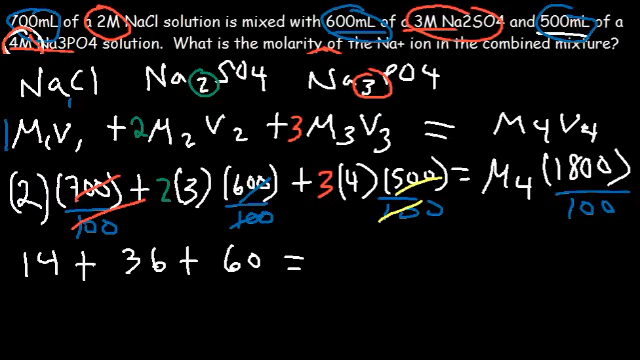 700mL of a 2M NaCl solution is mixed with 600mL of a 3M Na2SO4 and 500mL of a
4M Na3PO4 solution. What is the molarity of the Na+ ion in the combined mixture?
NaCl Na2SO4 Na3PO4
1M1V1 + 2M2V2 + 3M3V3 = M4V4
(2)(700) + 2(3)(600) + 3(4)(500) = M4(1800)
100 100 100 100
14 + 36 + 60 =